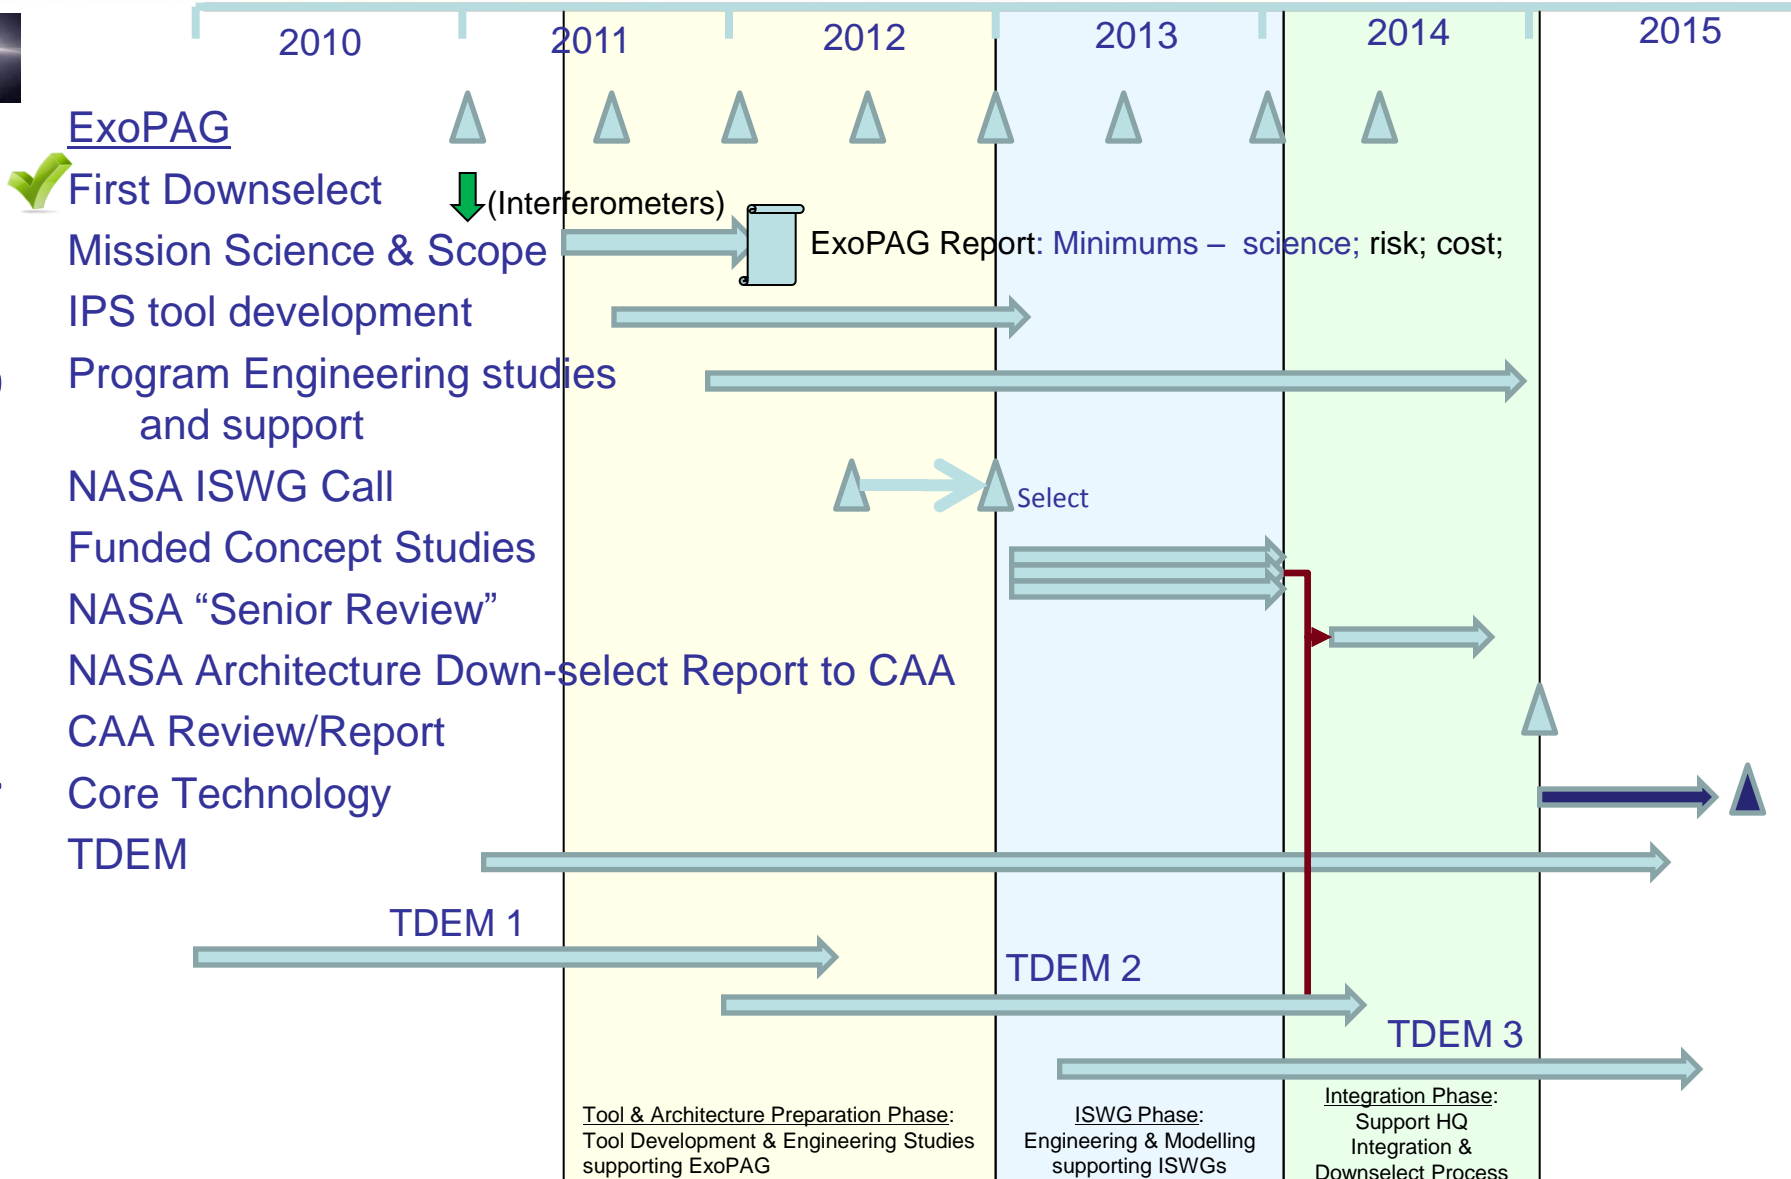 2010 2011 2012 2013 2014 2015
ExoPAG
First Downselect
(Interferometers)
Mission Science & Scope
ExoPAG Report: Minimums – science; risk; cost;
IPS tool development
Program Engineering studies
and support
NASA ISWG Call
Select
Funded Concept Studies
NASA “Senior Review”
NASA Architecture Down-select Report to CAA
CAA Review/Report
Core Technology
TDEM
TDEM 1
TDEM 2
TDEM 3
Tool & Architecture Preparation Phase:
Tool Development & Engineering Studies
supporting ExoPAG
ISWG Phase:
Engineering & Modelling
supporting ISWGs
Integration Phase:
Support HQ
Integration &
Downselect Process